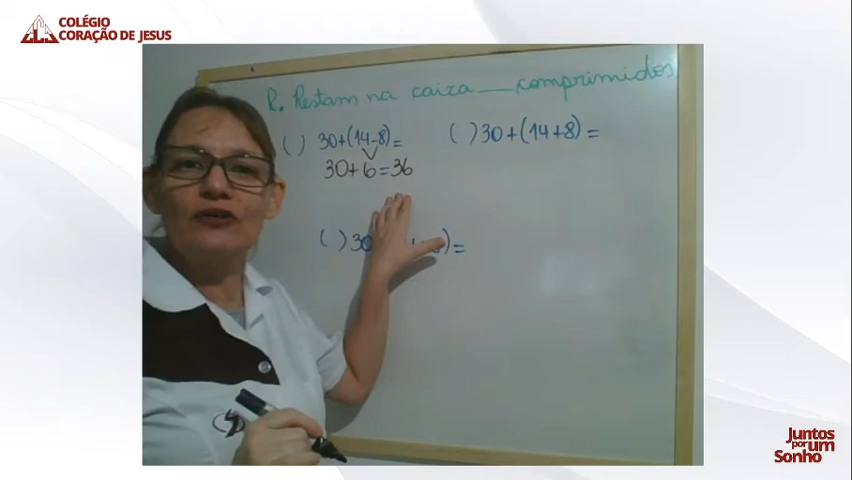 COLÉGIO
CORAÇÃO DE JESUS
R. Restam na caixa ___ comprimidos
( ) 30+(14-8)=
30+6=36
( ) 30+(14+8)=
( ) 30 ) =
Juntos
por um
Sonho